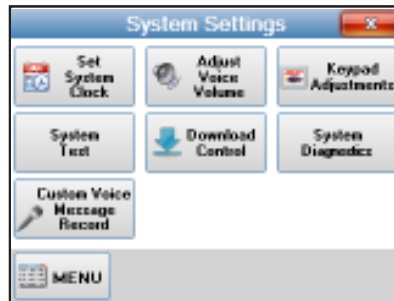 System Settings
Set
System
Clock
Adjust
Voice
Volume
Keypad
Adjustments
System
Test
Download
Control
System
Diagnostics
Custom Voice
Message
Record
MENU